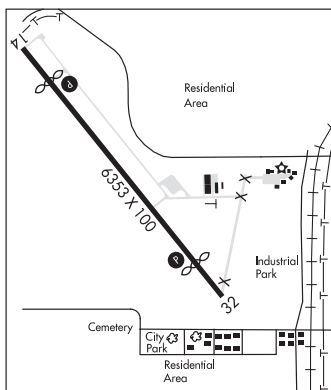 14
P
Residential
Area
6353 X 100
P
Industrial
Park
32
Cemetery
City
Park
Residential
Area